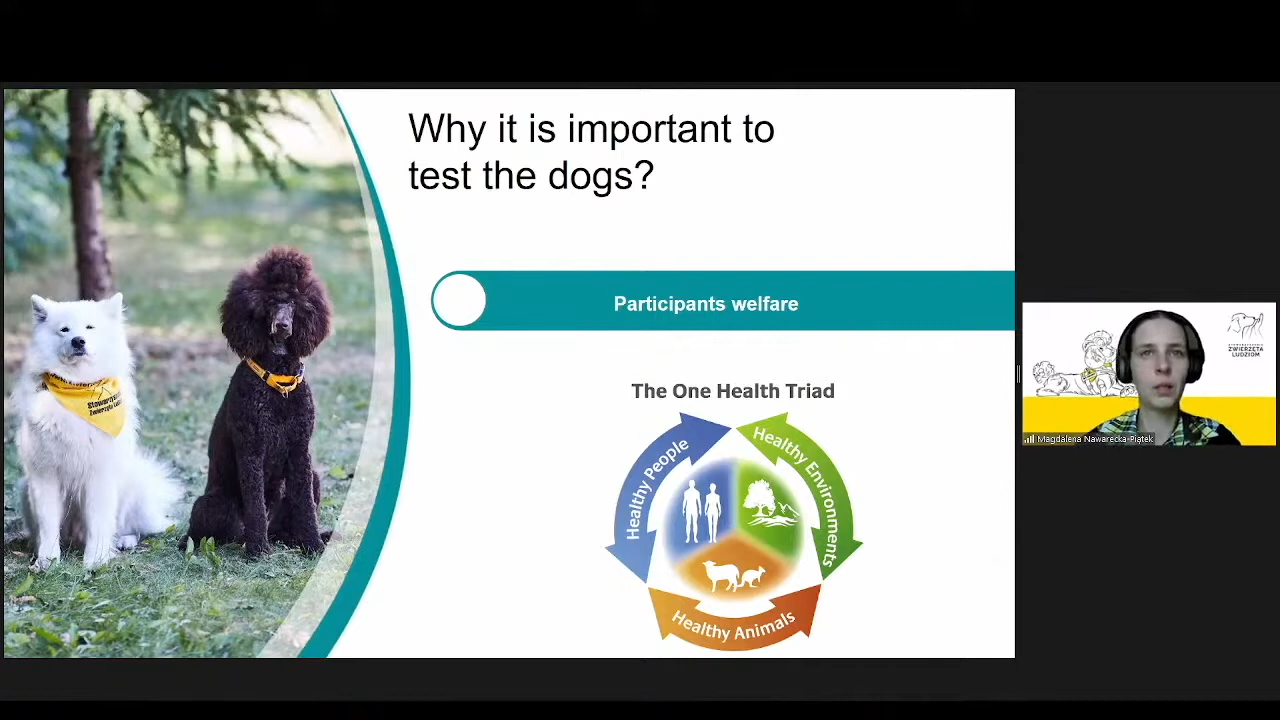 Why it is important to
test the dogs?
Participants welfare
The One Health Triad
Healthy People
Healthy Environments
Healthy Animals
ZWIERZĘTA
LUDZIOM
Magdalena Nawarecka-Piątek